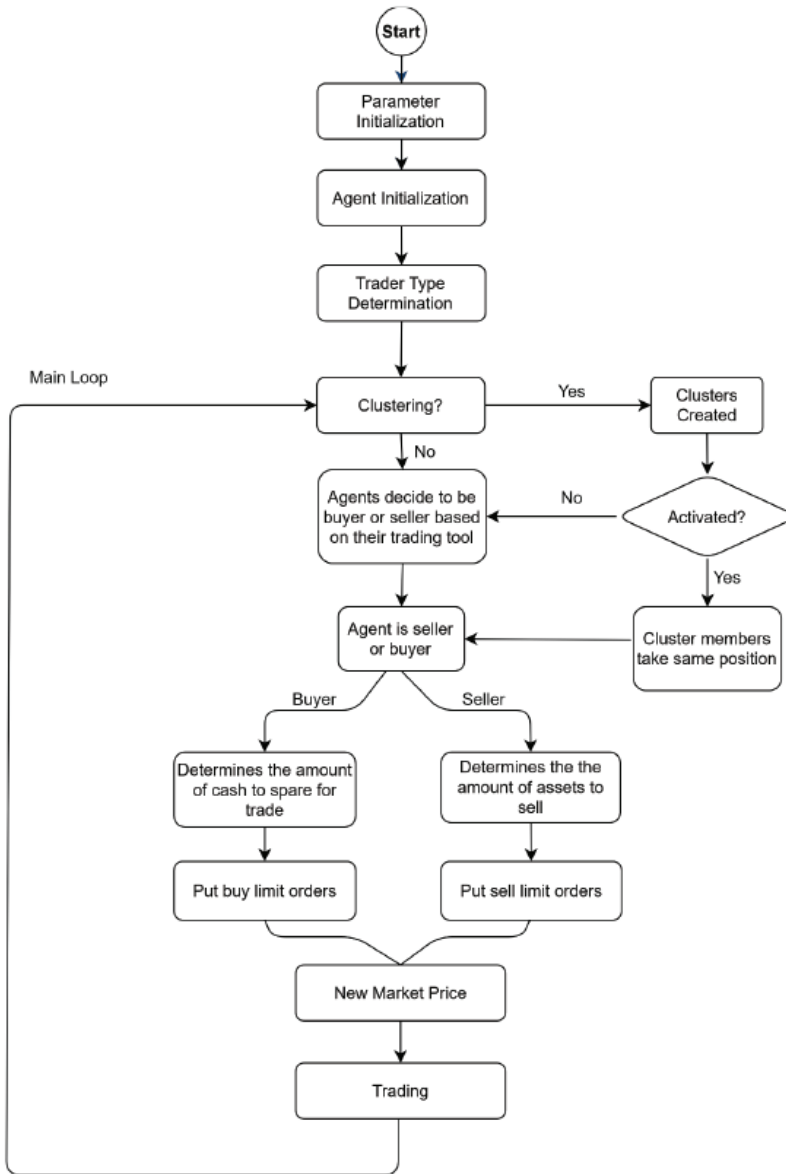 Start
Parameter
Initialization
Agent Initialization
Trader Type
Determination
Main Loop
Clustering?
Yes
Clusters
Created
No
Agents decide to be
buyer or seller based
on their trading tool
No
Activated?
Yes
Agent is seller
or buyer
Cluster members
take same position
Buyer
Seller
Determines the amount
of cash to spare for
trade
Determines the the
amount of assets to
sell
Put buy limit orders
Put sell limit orders
New Market Price
Trading